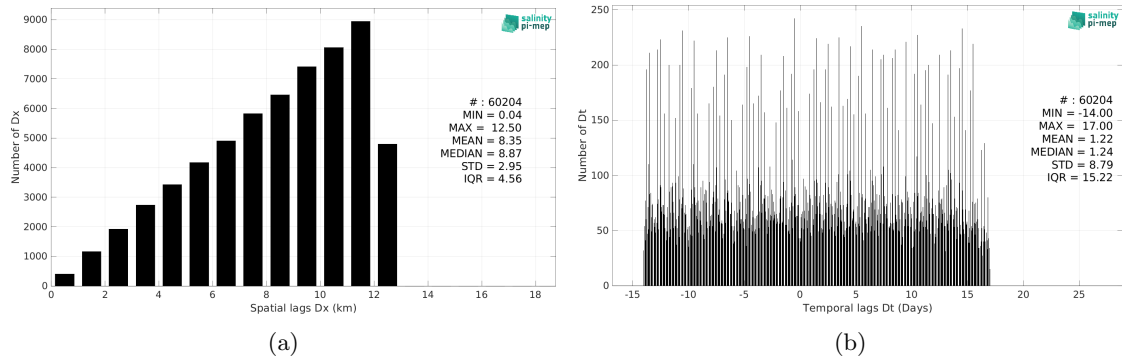 9000
8000
7000
6000
5000
4000
3000
2000
1000
0
Number of Dx
0 2 4 6 8 10 12 14 16 18
Spatial lags Dx (km)
salinity
pi-mep
# : 60204
MIN = 0.04
MAX = 12.50
MEAN = 8.35
MEDIAN = 8.87
STD = 2.95
IQR = 4.56
(a)
250
200
150
100
50
0
Number of Dt
-15 -10 -5 0 5 10 15 20 25
Temporal lags Dt (Days)
salinity
pi-mep
# : 60204
MIN = -14.00
MAX = 17.00
MEAN = 1.22
MEDIAN = 1.24
STD = 8.79
IQR = 15.22
(b)